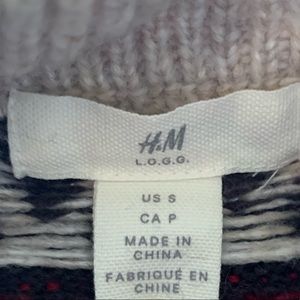 H&M
L.O.G.G.
US S
CA P
MADE IN
CHINA
FABRIQUÉ EN
CHINE